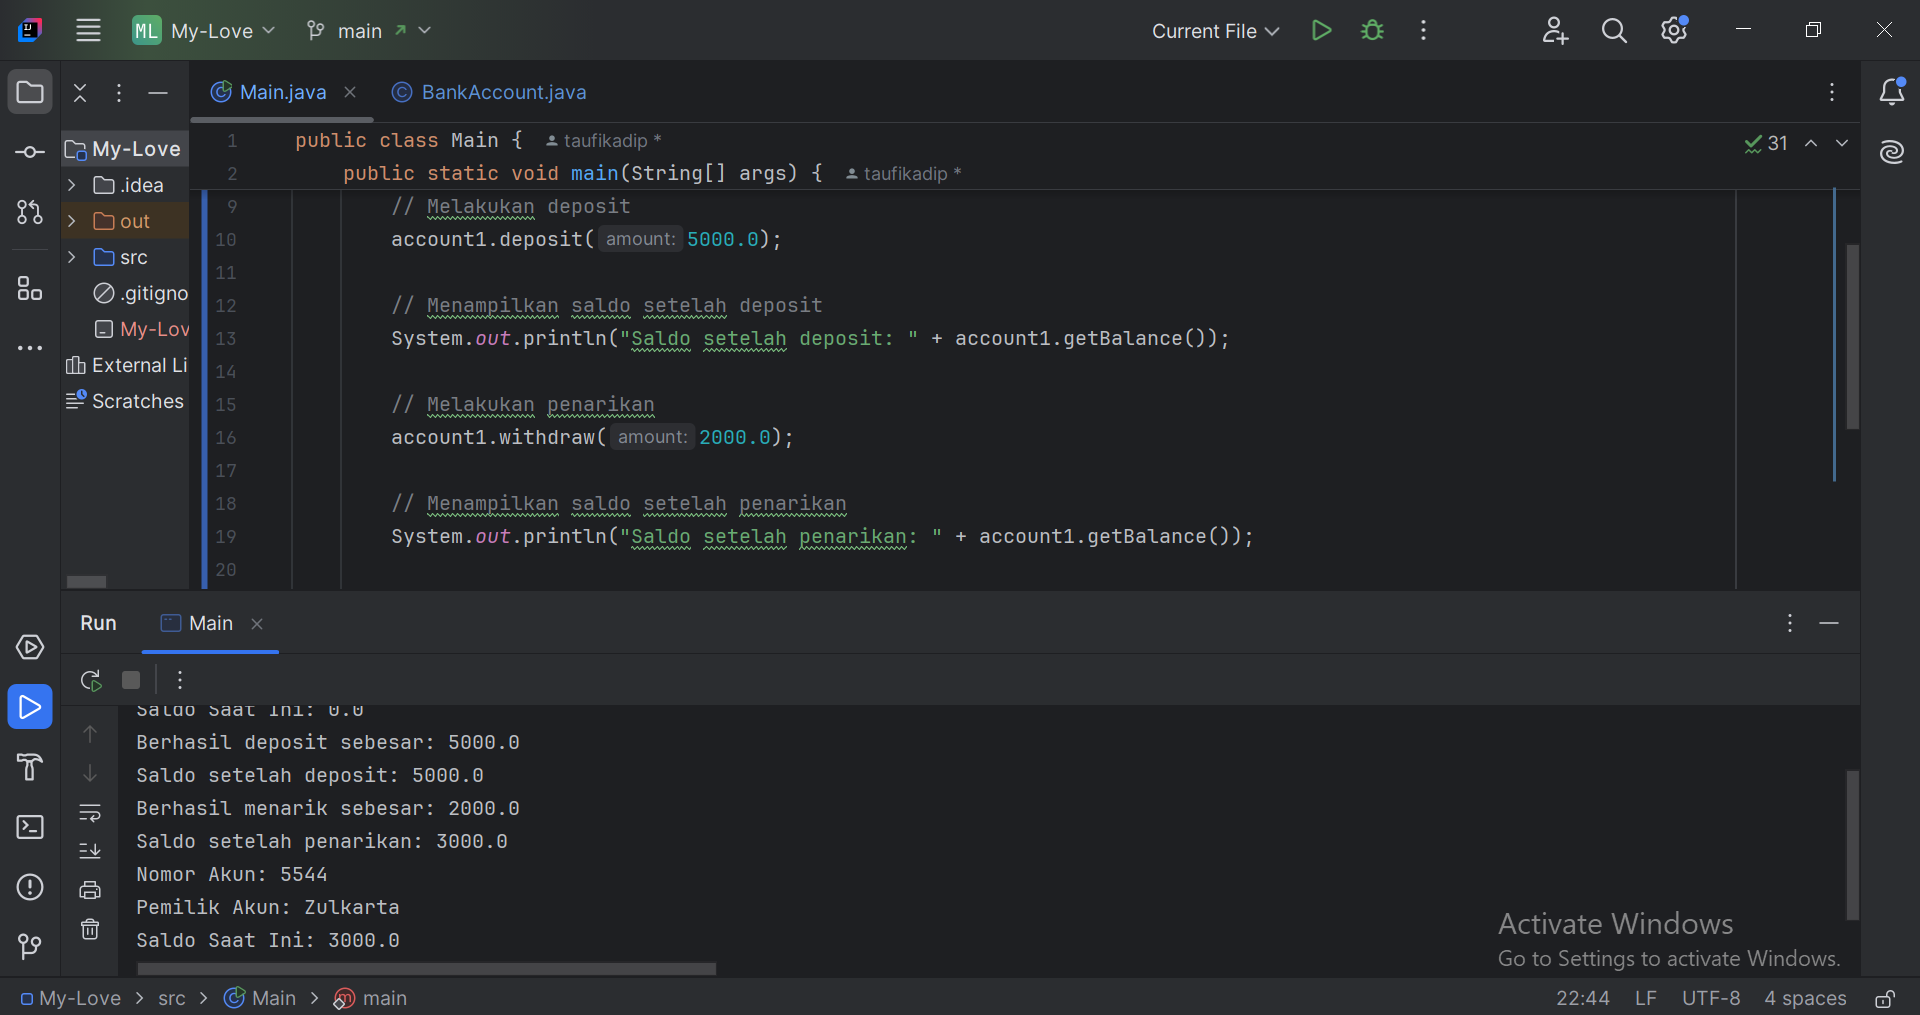 ML My-Love main Current File
Main.java BankAccount.java
My-Love
.idea
out
src
.gitigno
My-Lov
External Li
Scratches
1 public class Main { taufikadip *
2 public static void main(String[] args) { taufikadip *
31
9 // Melakukan deposit
10 account1.deposit( amount: 5000.0);
11
12 // Menampilkan saldo setelah deposit
13 System.out.println("Saldo setelah deposit: " + account1.getBalance());
14
15 // Melakukan penarikan
16 account1.withdraw( amount: 2000.0);
17
18 // Menampilkan saldo setelah penarikan
19 System.out.println("Saldo setelah penarikan: " + account1.getBalance());
20
Run Main
Saldo Saat Ini: 0.0
Berhasil deposit sebesar: 5000.0
Saldo setelah deposit: 5000.0
Berhasil menarik sebesar: 2000.0
Saldo setelah penarikan: 3000.0
Nomor Akun: 5544
Pemilik Akun: Zulkarta
Saldo Saat Ini: 3000.0
Activate Windows
Go to Settings to activate Windows.
My-Love > src > Main > main 22:44 LF UTF-8 4 spaces